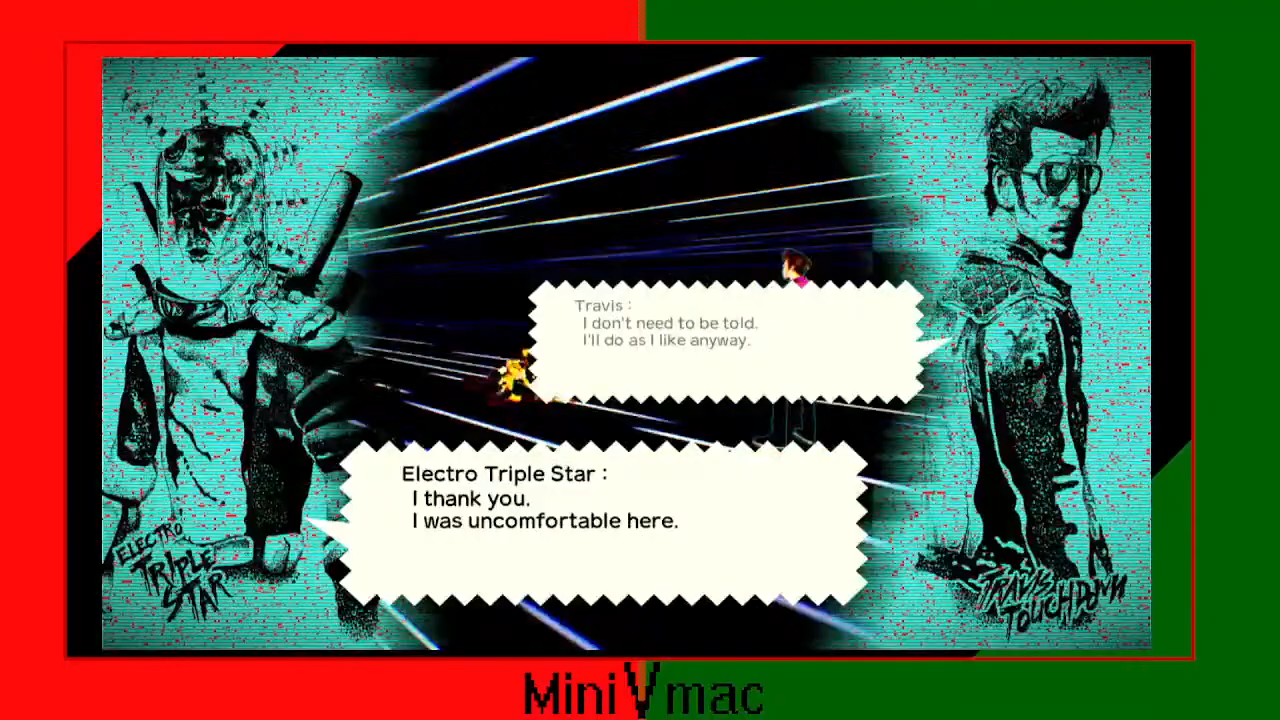 Travis :
I don't need to be told.
I'll do as I like anyway.
Electro Triple Star :
I thank you.
I was uncomfortable here.
ELECTRO
TRIPLE
STAR
TRAVIS
TOUCHDOWN
Mini Vmac